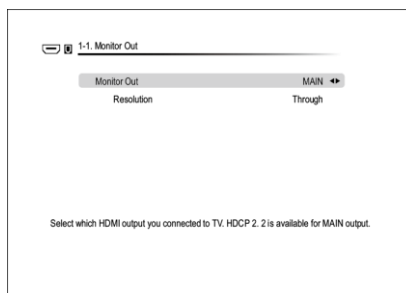 1-1. Monitor Out
Monitor Out MAIN
Resolution Through
Select which HDMI output you connected to TV. HDCP 2. 2 is available for MAIN output.